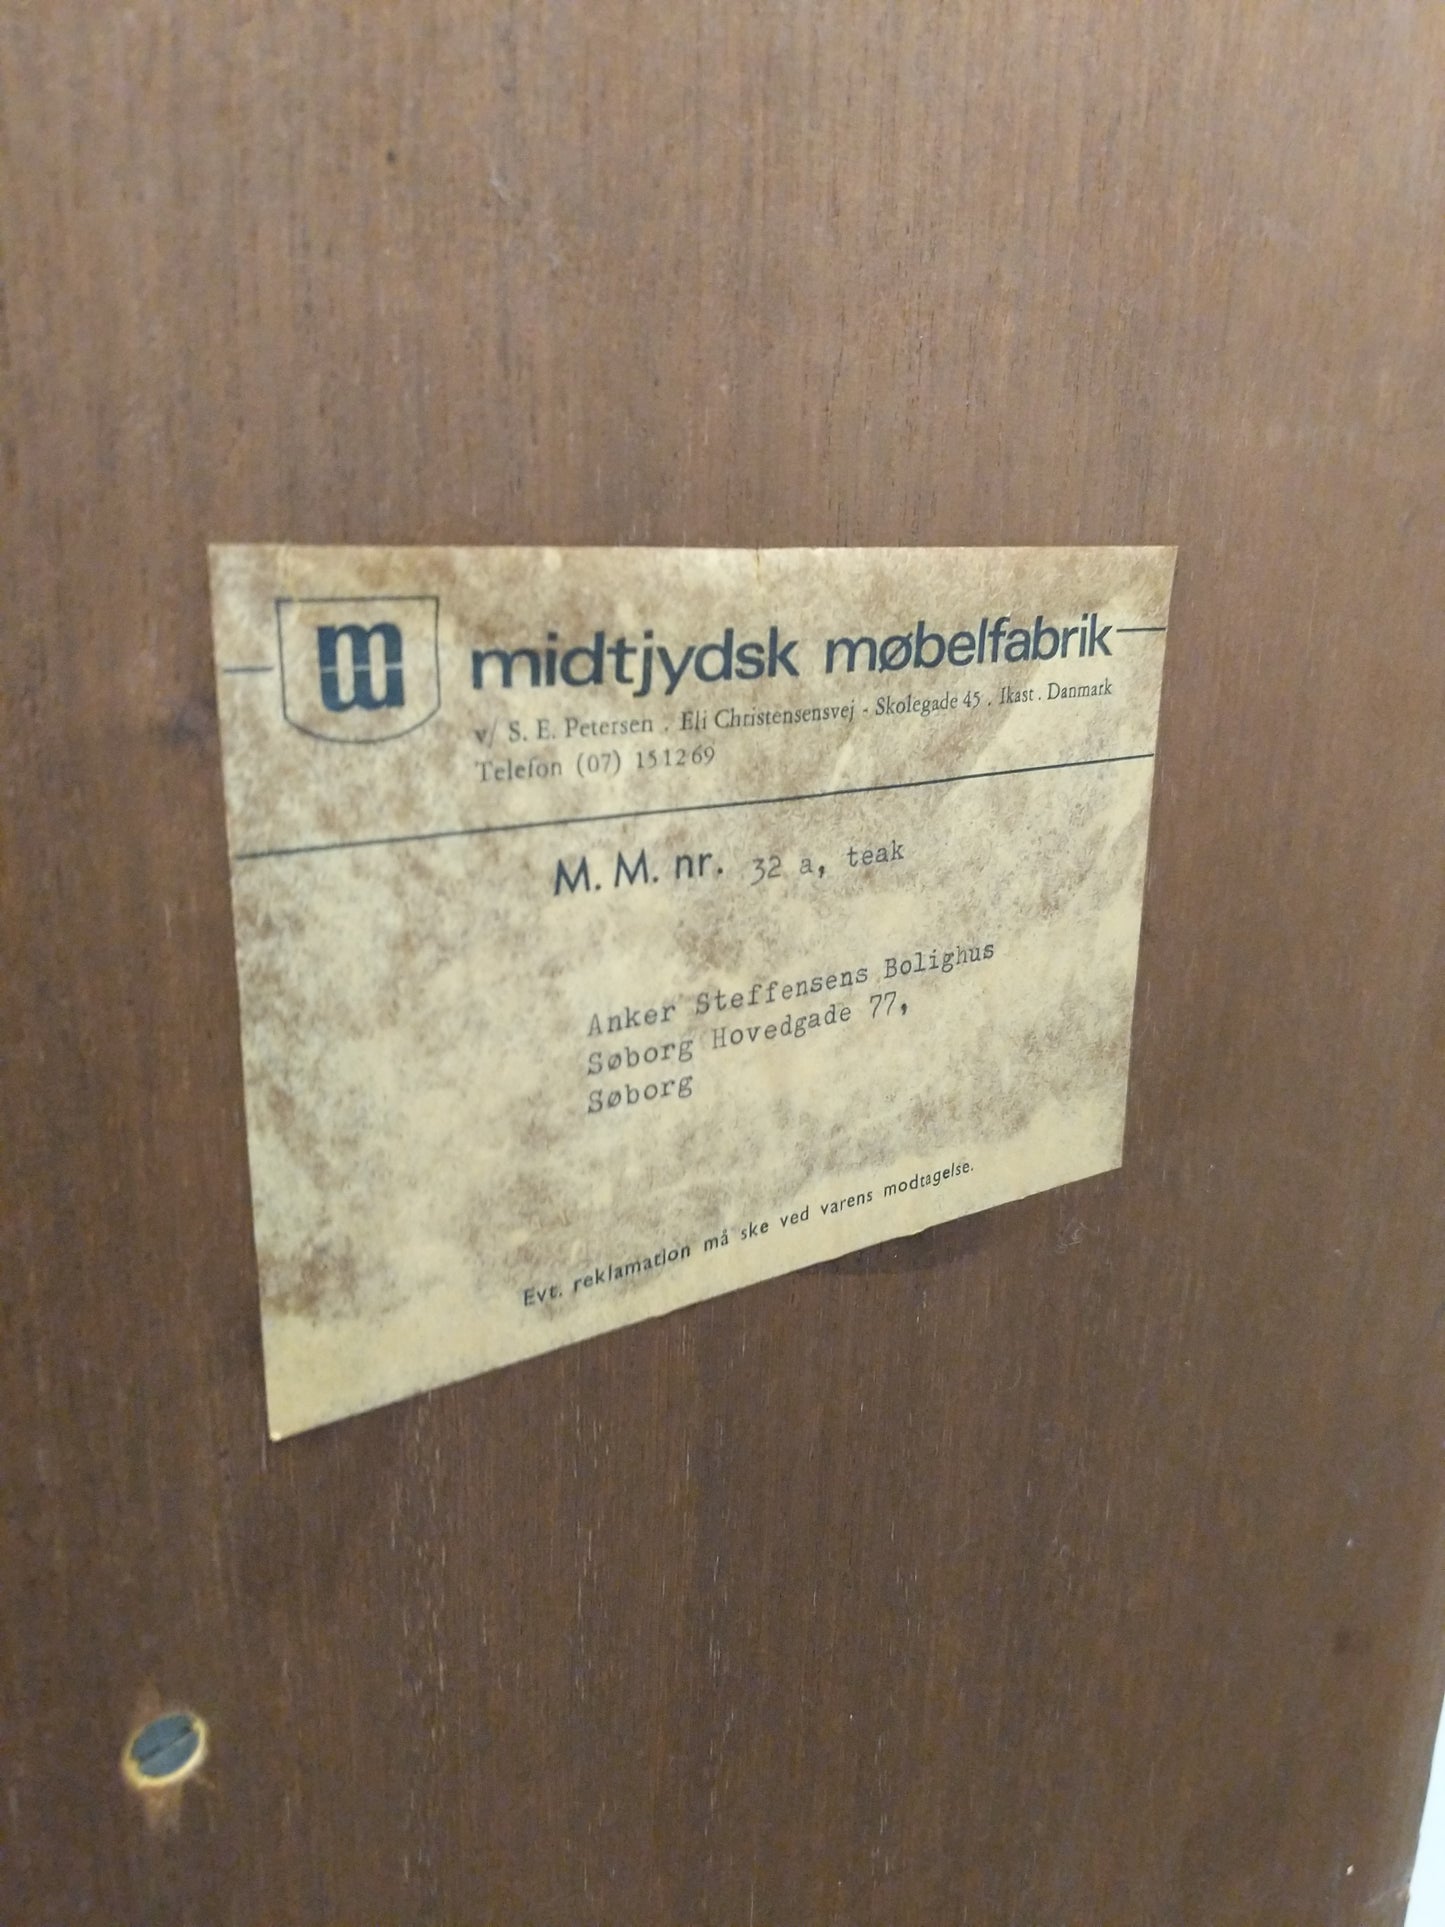 m
midtjydsk møbelfabrik
v/ S. E. Petersen . Eli Christensensvej - Skolegade 45 . Ikast . Danmark
Telefon (07) 151269
M. M. nr. 32 a, teak
Anker Steffensens Bolighus
Søborg Hovedgade 77,
Søborg
Evt. reklamation må ske ved varens modtagelse.